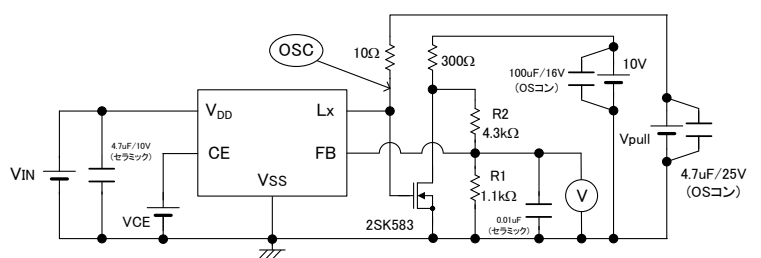 OSC
10Ω
300Ω
100uF/16V
(OSコン)
10V
VDD
Lx
R2
4.3kΩ
Vpull
4.7uF/10V
(セラミック)
VIN
CE
FB
4.7uF/25V
(OSコン)
VSS
R1
1.1kΩ
V
VCE
2SK583
0.01uF
(セラミック)